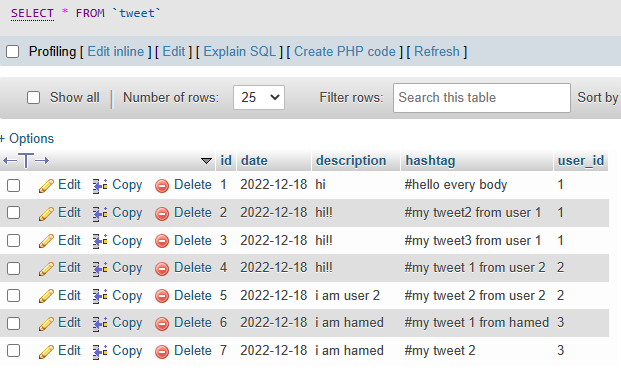 SELECT * FROM `tweet`
Profiling [ Edit inline ] [ Edit ] [ Explain SQL ] [ Create PHP code ] [ Refresh ]
Show all Number of rows: 25 Filter rows: Search this table Sort by
+ Options
←T→ id date description hashtag user_id
Edit Copy Delete 1 2022-12-18 hi #hello every body 1
Edit Copy Delete 2 2022-12-18 hi!! #my tweet2 from user 1 1
Edit Copy Delete 3 2022-12-18 hi!! #my tweet3 from user 1 1
Edit Copy Delete 4 2022-12-18 hi!! #my tweet 1 from user 2 2
Edit Copy Delete 5 2022-12-18 i am user 2 #my tweet 2 from user 2 2
Edit Copy Delete 6 2022-12-18 i am hamed #my tweet 1 from hamed 3
Edit Copy Delete 7 2022-12-18 i am hamed #my tweet 2 3